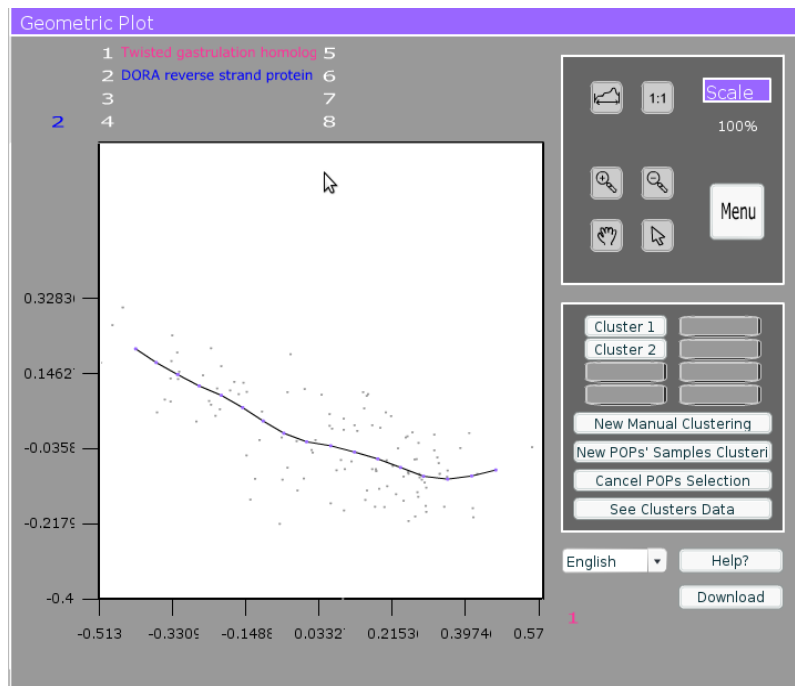 Geometric Plot
1 Twisted gastrulation homolog 5
2 DORA reverse strand protein 6
3 7
2 4 8
Scale
1:1
100%
Menu
0.3283
0.1462
-0.0358
-0.2179
-0.4
-0.513 -0.3309 -0.1488 0.0332 0.2153 0.3974 0.57
1
Cluster 1
Cluster 2
New Manual Clustering
New POPs' Samples Clusteri
Cancel POPs Selection
See Clusters Data
English Help?
Download